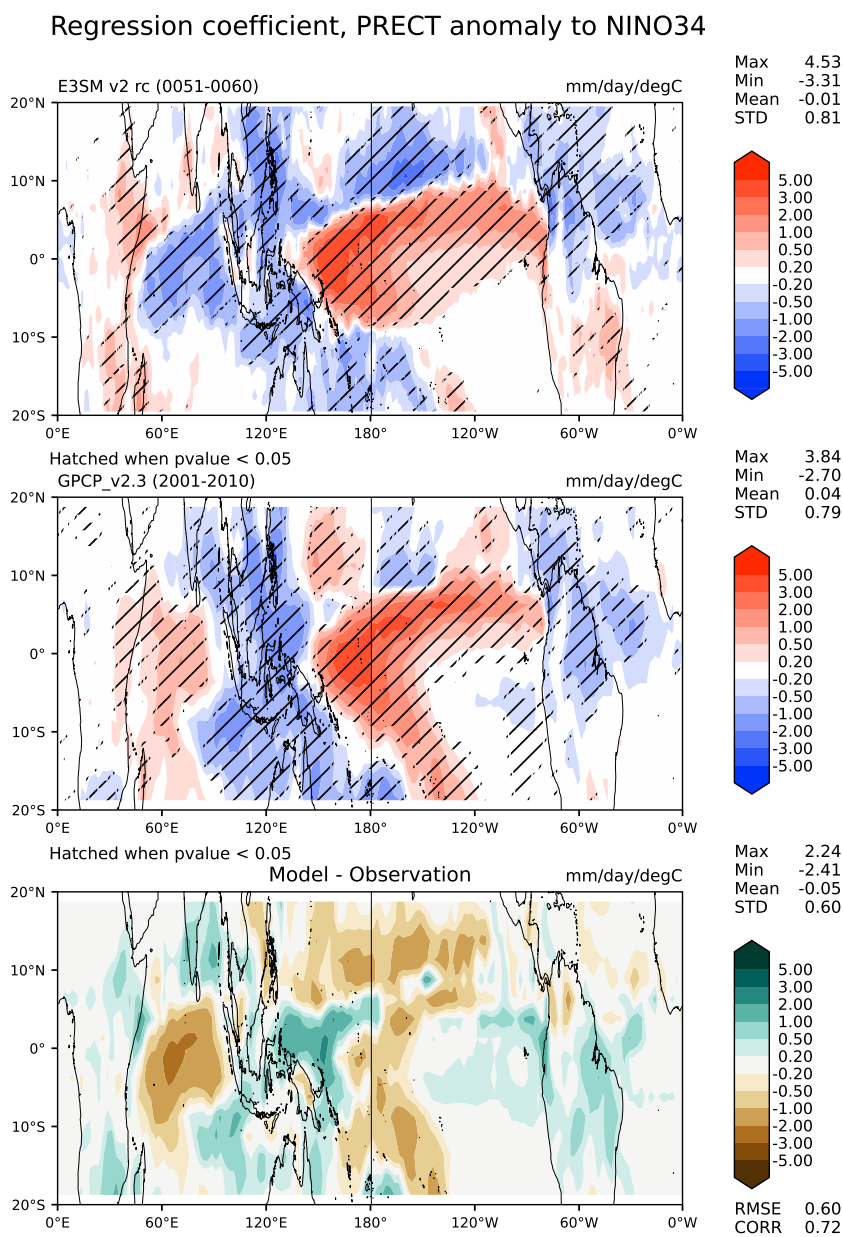 Regression coefficient, PRECT anomaly to NINO34
Max 4.53
Min -3.31
Mean -0.01
STD 0.81
E3SM v2 rc (0051-0060) mm/day/degC
20°N
10°N
0°
10°S
20°S
0°E 60°E 120°E 180° 120°W 60°W 0°W
5.00
3.00
2.00
1.00
0.50
0.20
-0.20
-0.50
-1.00
-2.00
-3.00
-5.00
Hatched when pvalue < 0.05
Max 3.84
Min -2.70
Mean 0.04
STD 0.79
GPCP_v2.3 (2001-2010) mm/day/degC
20°N
10°N
0°
10°S
20°S
0°E 60°E 120°E 180° 120°W 60°W 0°W
5.00
3.00
2.00
1.00
0.50
0.20
-0.20
-0.50
-1.00
-2.00
-3.00
-5.00
Hatched when pvalue < 0.05
Max 2.24
Min -2.41
Mean -0.05
STD 0.60
Model - Observation mm/day/degC
20°N
10°N
0°
10°S
20°S
0°E 60°E 120°E 180° 120°W 60°W 0°W
5.00
3.00
2.00
1.00
0.50
0.20
-0.20
-0.50
-1.00
-2.00
-3.00
-5.00
RMSE 0.60
CORR 0.72